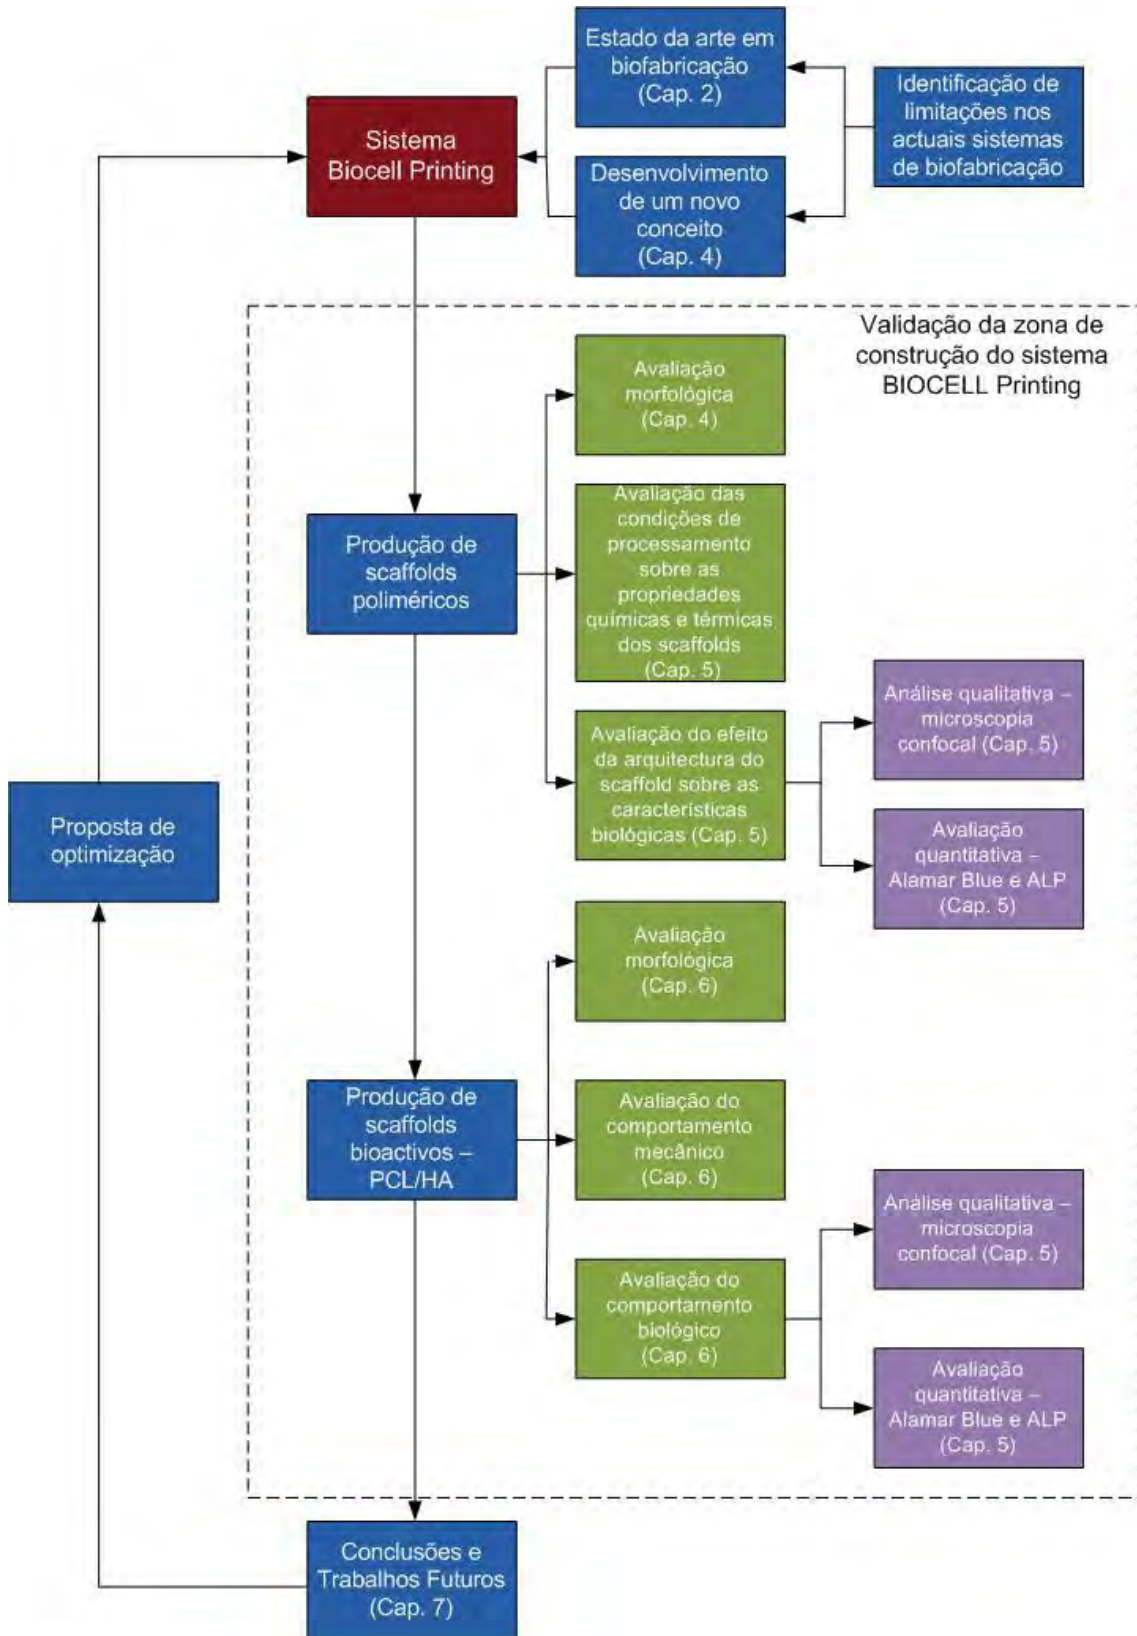 Estado da arte em
biofabricação
(Cap. 2)
Identificação de
limitações nos
actuais sistemas
de biofabricação
Sistema
Biocell Printing
Desenvolvimento
de um novo
conceito
(Cap. 4)
Validação da zona de
construção do sistema
BIOCELL Printing
Avaliação
morfológica
(Cap. 4)
Produção de
scaffolds
poliméricos
Avaliação das
condições de
processamento
sobre as
propriedades
químicas e térmicas
dos scaffolds
(Cap. 5)
Avaliação do efeito
da arquitectura do
scaffold sobre as
características
biológicas (Cap. 5)
Análise qualitativa –
microscopia
confocal (Cap. 5)
Avaliação
quantitativa –
Alamar Blue e ALP
(Cap. 5)
Proposta de
optimização
Avaliação
morfológica
(Cap. 6)
Produção de
scaffolds
bioactivos –
PCL/HA
Avaliação do
comportamento
mecânico
(Cap. 6)
Avaliação do
comportamento
biológico
(Cap. 6)
Análise qualitativa –
microscopia
confocal (Cap. 5)
Avaliação
quantitativa –
Alamar Blue e ALP
(Cap. 5)
Conclusões e
Trabalhos Futuros
(Cap. 7)